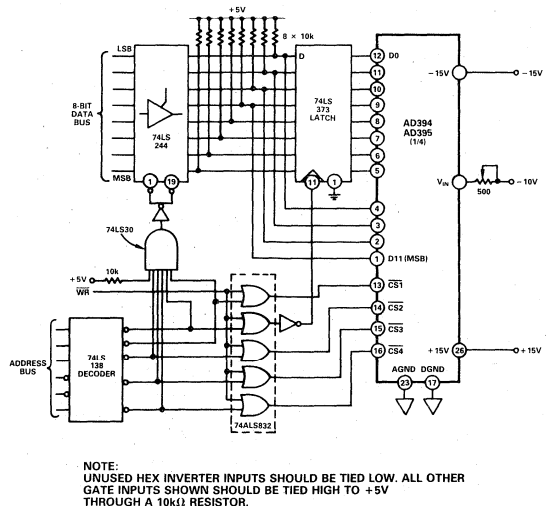 +5V
8 × 10k
LSB
D
12 D0
11
10
9
8
7
6
5
4
3
2
1 D11 (MSB)
8-BIT
DATA
BUS
74LS
244
MSB
1 19
74LS
373
LATCH
11 1
AD394
AD395
(1/4)
-15V
-15V
VIN
500
-10V
74LS30
+5V
10k
WR
13 CS1
14 CS2
15 CS3
16 CS4
+15V 26
+15V
AGND DGND
23 17
ADDRESS
BUS
74LS
138
DECODER
74ALS832
NOTE:
UNUSED HEX INVERTER INPUTS SHOULD BE TIED LOW. ALL OTHER
GATE INPUTS SHOWN SHOULD BE TIED HIGH TO +5V
THROUGH A 10kΩ RESISTOR.